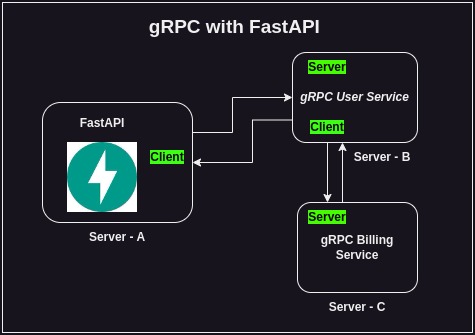 gRPC with FastAPI
FastAPI
Client
Server - A
Server
gRPC User Service
Client
Server - B
Server
gRPC Billing
Service
Server - C